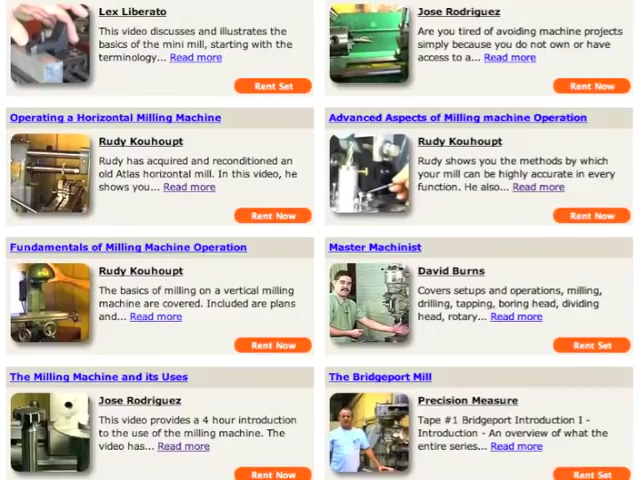 Lex Liberato
This video discusses and illustrates the
basics of the mini mill, starting with the
terminology... Read more
Rent Set
Jose Rodriguez
Are you tired of avoiding machine projects
simply because you do not own or have
access to a... Read more
Rent Now
Operating a Horizontal Milling Machine
Rudy Kouhoupt
Rudy has acquired and reconditioned an
old Atlas horizontal mill. In this video, he
shows you... Read more
Rent Now
Advanced Aspects of Milling machine Operation
Rudy Kouhoupt
Rudy shows you the methods by which
your mill can be highly accurate in every
function. He also... Read more
Rent Now
Fundamentals of Milling Machine Operation
Rudy Kouhoupt
The basics of milling on a vertical milling
machine are covered. Included are plans
and... Read more
Rent Now
Master Machinist
David Burns
Covers setups and operations, milling,
drilling, tapping, boring head, dividing
head, rotary... Read more
Rent Set
The Milling Machine and its Uses
Jose Rodriguez
This video provides a 4 hour introduction
to the use of the milling machine. The
video has... Read more
Rent Now
The Bridgeport Mill
Precision Measure
Tape #1 Bridgeport Introduction I -
Introduction - An overview of what the
entire series... Read more
Rent Set